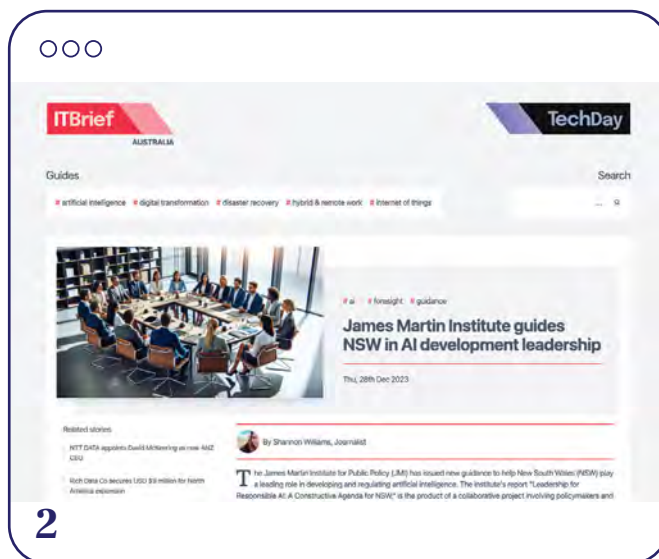 ITBrief
AUSTRALIA
TechDay
Guides
Search
# artificial intelligence # digital transformation # disaster recovery # hybrid & remote work # internet of things
...
# ai # foresight # guidance
James Martin Institute guides
NSW in AI development leadership
Thu, 28th Dec 2023
Related stories
NTT DATA appoints David McKeering as new ANZ
CEO
Rich Data Co secures USD $9 million for North
America expansion
By Shannon Williams, Journalist
The James Martin Institute for Public Policy (JMI) has issued new guidance to help New South Wales (NSW) play
a leading role in developing and regulating artificial intelligence. The institute's report "Leadership for
Responsible AI: A Constructive Agenda for NSW," is the product of a collaborative project involving policymakers and
2